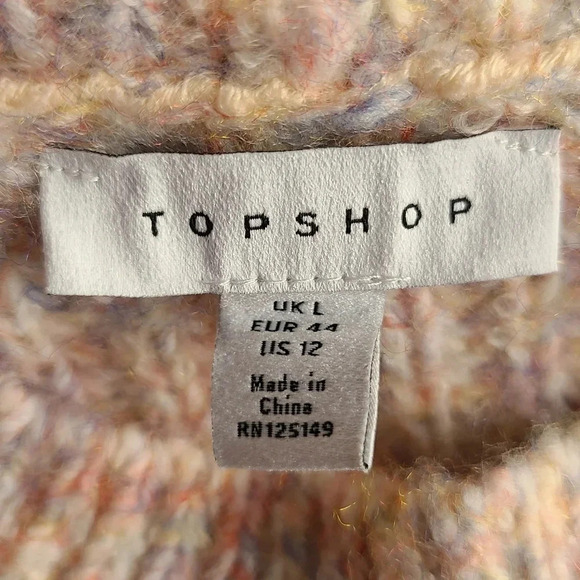 TOPSHOP
UK L
EUR 44
US 12
Made in
China
RN125149